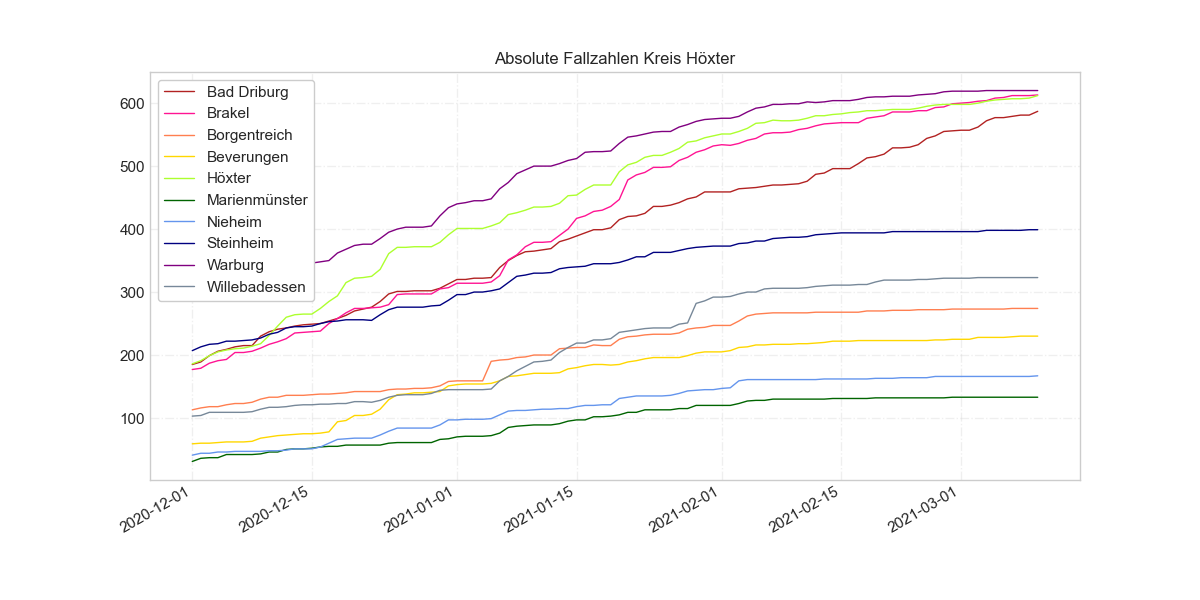 Absolute Fallzahlen Kreis Höxter
Bad Driburg
Brakel
Borgentreich
Beverungen
Höxter
Marienmünster
Nieheim
Steinheim
Warburg
Willebadessen
600
500
400
300
200
100
2020-12-01
2020-12-15
2021-01-01
2021-01-15
2021-02-01
2021-02-15
2021-03-01